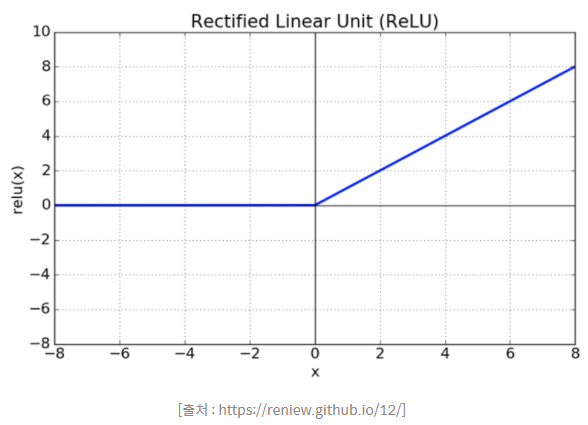 Rectified Linear Unit (ReLU)
10
8
6
4
2
0
−2
−4
−6
−8
relu(x)
−8 −6 −4 −2 0 2 4 6 8
x
[출처 : https://reniew.github.io/12/]